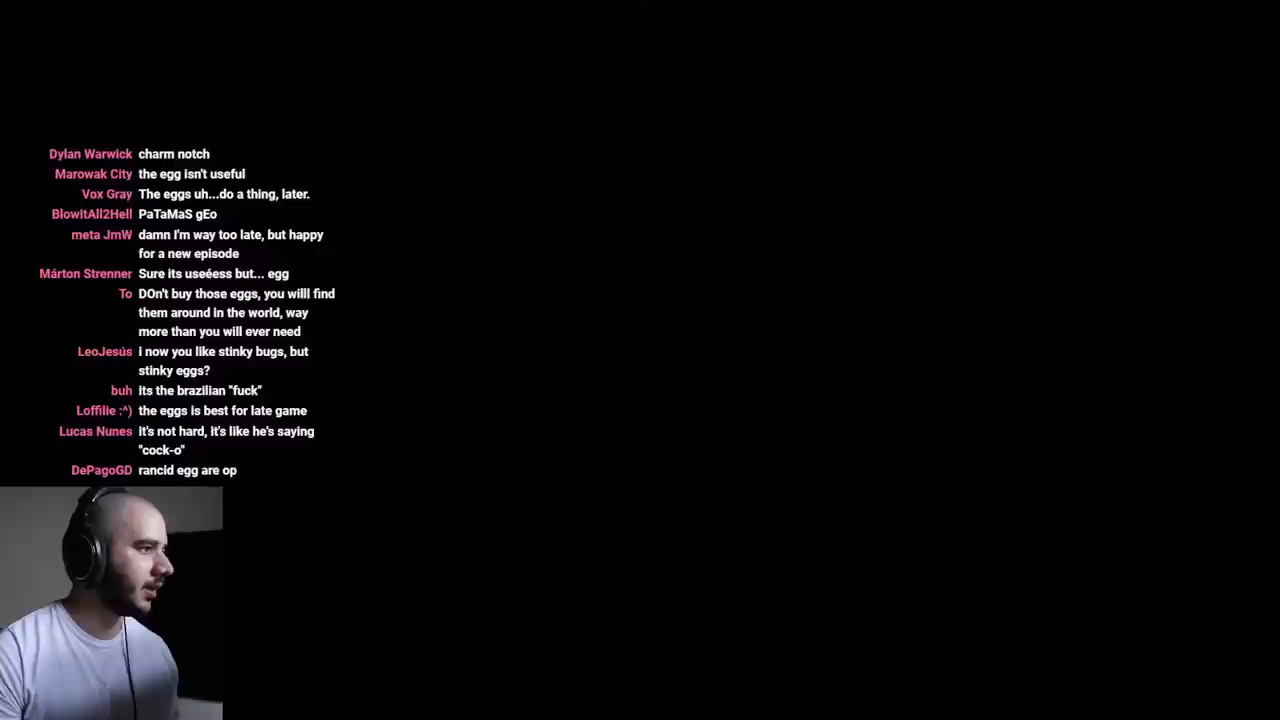 Dylan Warwick charm notch
Marowak City the egg isn't useful
Vox Gray The eggs uh...do a thing, later.
BlowItAll2Hell PaTaMaS gEo
meta JmW damn I'm way too late, but happy
for a new episode
Márton Strenner Sure its useéess but... egg
To DOn't buy those eggs, you willl find
them around in the world, way
more than you will ever need
LeoJesús i now you like stinky bugs, but
stinky eggs?
buh its the brazilian "fuck"
Loffilie :^) the eggs is best for late game
Lucas Nunes it's not hard, it's like he's saying
"cock-o"
DePagoGD rancid egg are op